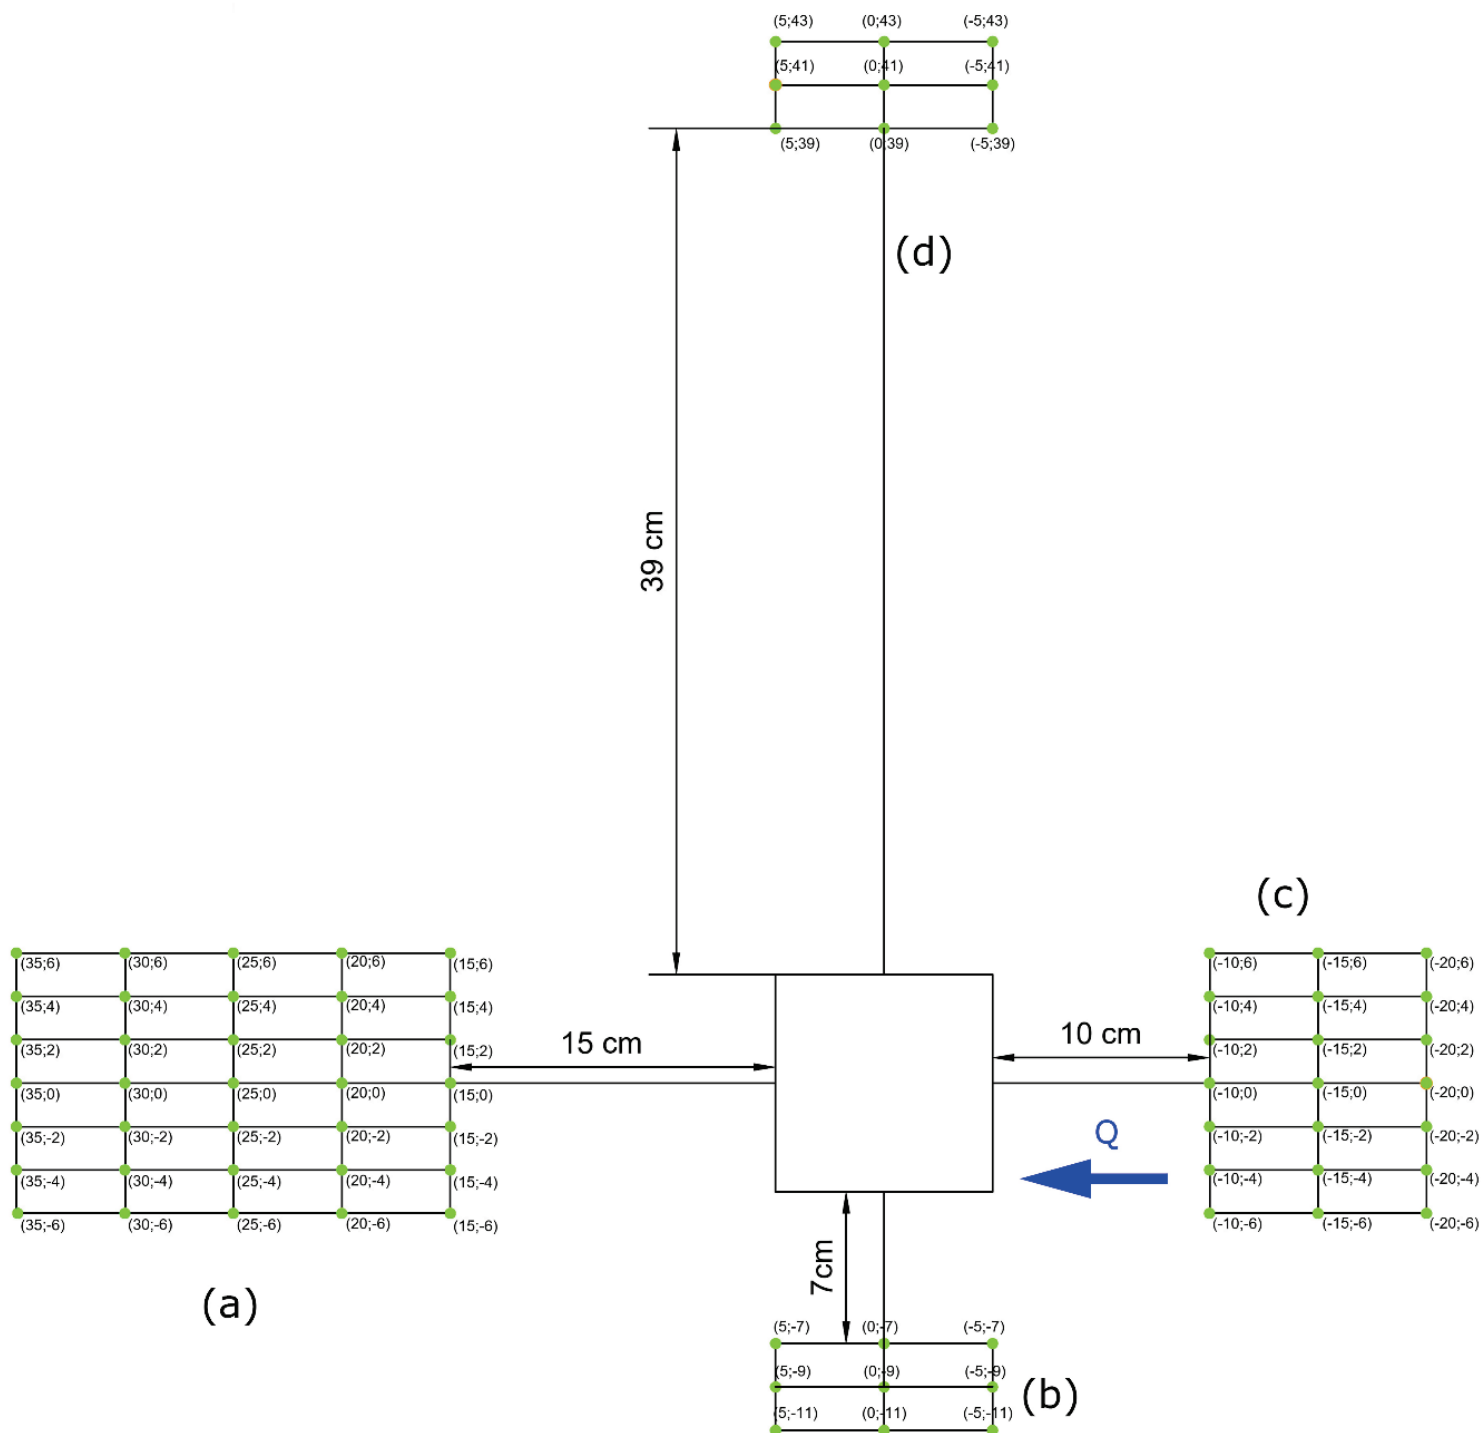 (5;43) (0;43) (-5;43)
(5;41) (0;41) (-5;41)
(5;39) (0;39) (-5;39)
(d)
39 cm
(c)
(35;6) (30;6) (25;6) (20;6) (15;6) (-10;6) (-15;6) (-20;6)
(35;4) (30;4) (25;4) (20;4) (15;4) (-10;4) (-15;4) (-20;4)
15 cm
10 cm
(35;2) (30;2) (25;2) (20;2) (15;2) (-10;2) (-15;2) (-20;2)
(35;0) (30;0) (25;0) (20;0) (15;0) (-10;0) (-15;0) (-20;0)
Q
(35;-2) (30;-2) (25;-2) (20;-2) (15;-2) (-10;-2) (-15;-2) (-20;-2)
(35;-4) (30;-4) (25;-4) (20;-4) (15;-4) (-10;-4) (-15;-4) (-20;-4)
(35;-6) (30;-6) (25;-6) (20;-6) (15;-6) (-10;-6) (-15;-6) (-20;-6)
7cm
(a)
(5;-7) (0;-7) (-5;-7)
(5;-9) (0;-9) (-5;-9)
(b)
(5;-11) (0;-11) (-5;-11)